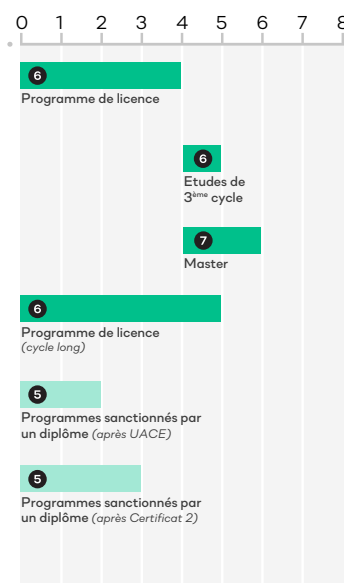 0 1 2 3 4 5 6 7 8
6
Programme de licence
6
Etudes de
3ème cycle
7
Master
6
Programme de licence
(cycle long)
5
Programmes sanctionnés par
un diplôme (après UACE)
5
Programmes sanctionnés par
un diplôme (après Certificat 2)